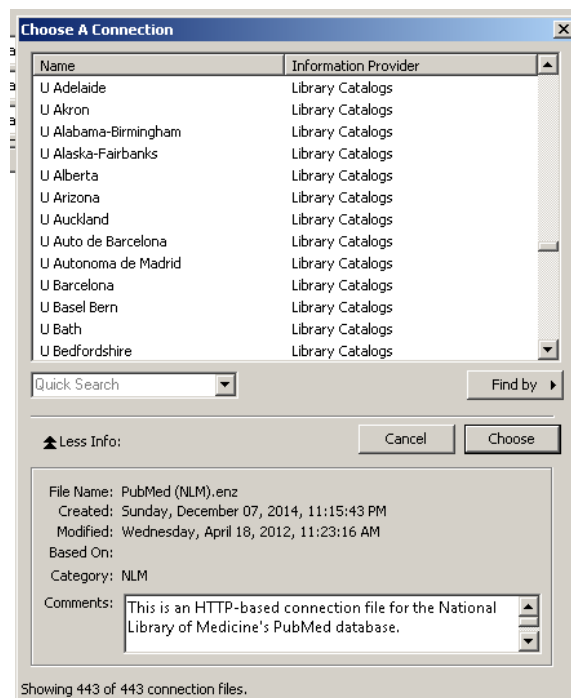 Choose A Connection
Name Information Provider
U Adelaide Library Catalogs
U Akron Library Catalogs
U Alabama-Birmingham Library Catalogs
U Alaska-Fairbanks Library Catalogs
U Alberta Library Catalogs
U Arizona Library Catalogs
U Auckland Library Catalogs
U Auto de Barcelona Library Catalogs
U Autonoma de Madrid Library Catalogs
U Barcelona Library Catalogs
U Basel Bern Library Catalogs
U Bath Library Catalogs
U Bedfordshire Library Catalogs
Quick Search Find by
Less Info: Cancel Choose
File Name: PubMed (NLM).enz
Created: Sunday, December 07, 2014, 11:15:43 PM
Modified: Wednesday, April 18, 2012, 11:23:16 AM
Based On:
Category: NLM
Comments: This is an HTTP-based connection file for the National
Library of Medicine's PubMed database.
Showing 443 of 443 connection files.